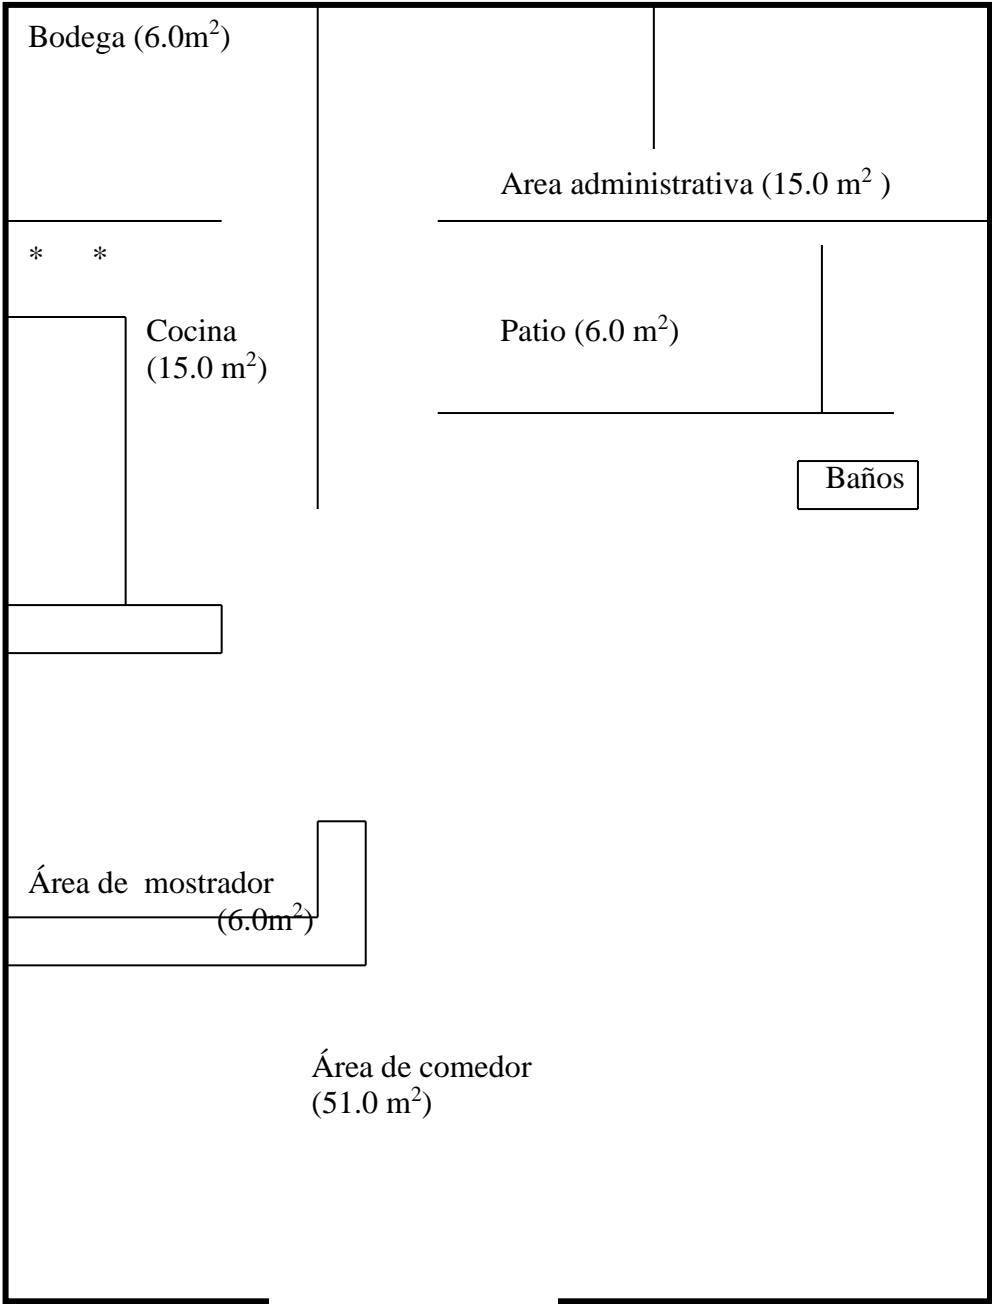 Bodega (6.0m²)
Area administrativa (15.0 m² )
* *
Cocina
(15.0 m²)
Patio (6.0 m²)
Baños
Área de mostrador
(6.0m²)
Área de comedor
(51.0 m²)